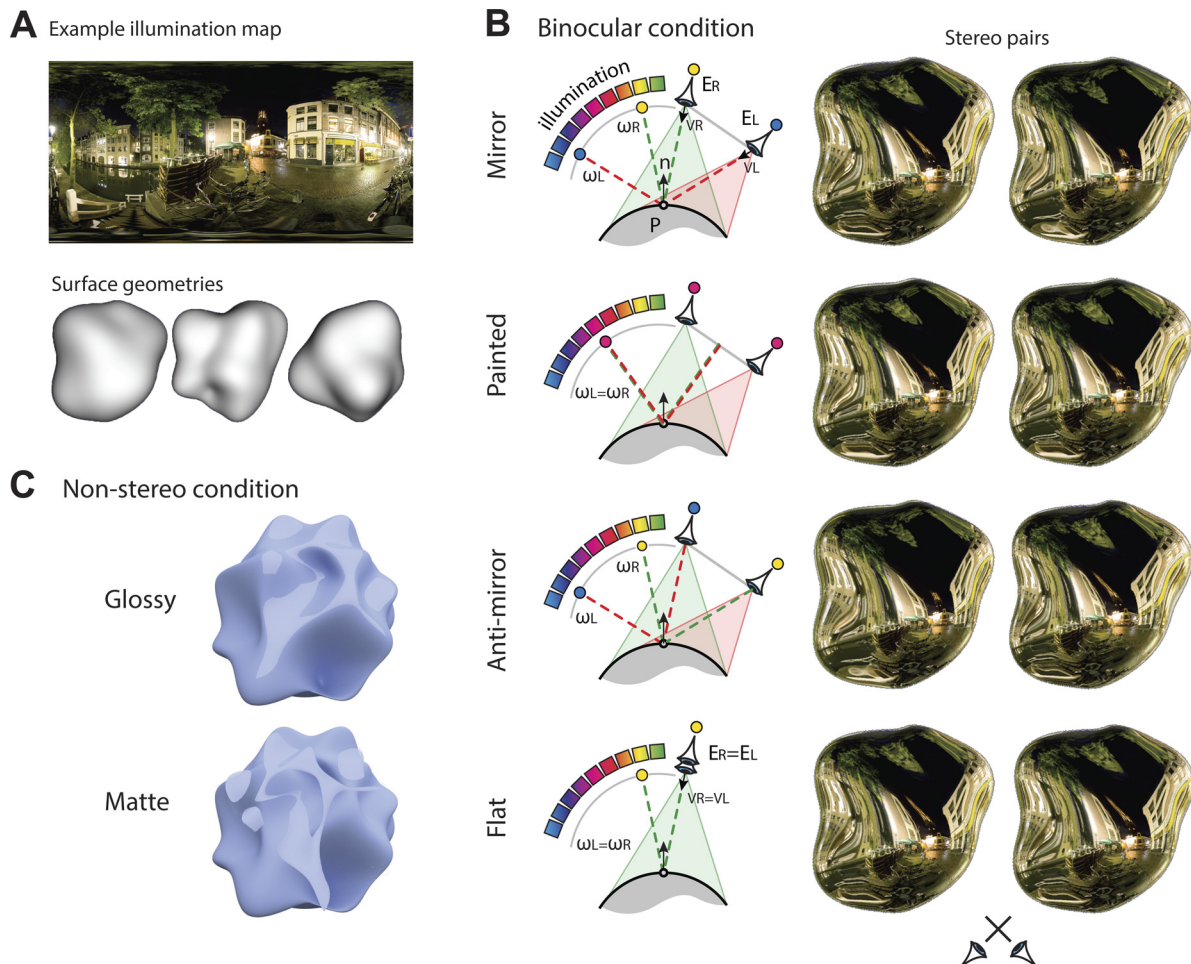 A Example illumination map
Surface geometries
C Non-stereo condition
Glossy
Matte
B Binocular condition
Stereo pairs
Mirror
illumination
ER
EL
ωR
VR
ωL
VL
n
P
Painted
ωL=ωR
Anti-mirror
ωR
ωL
Flat
ER=EL
VR=VL
ωL=ωR